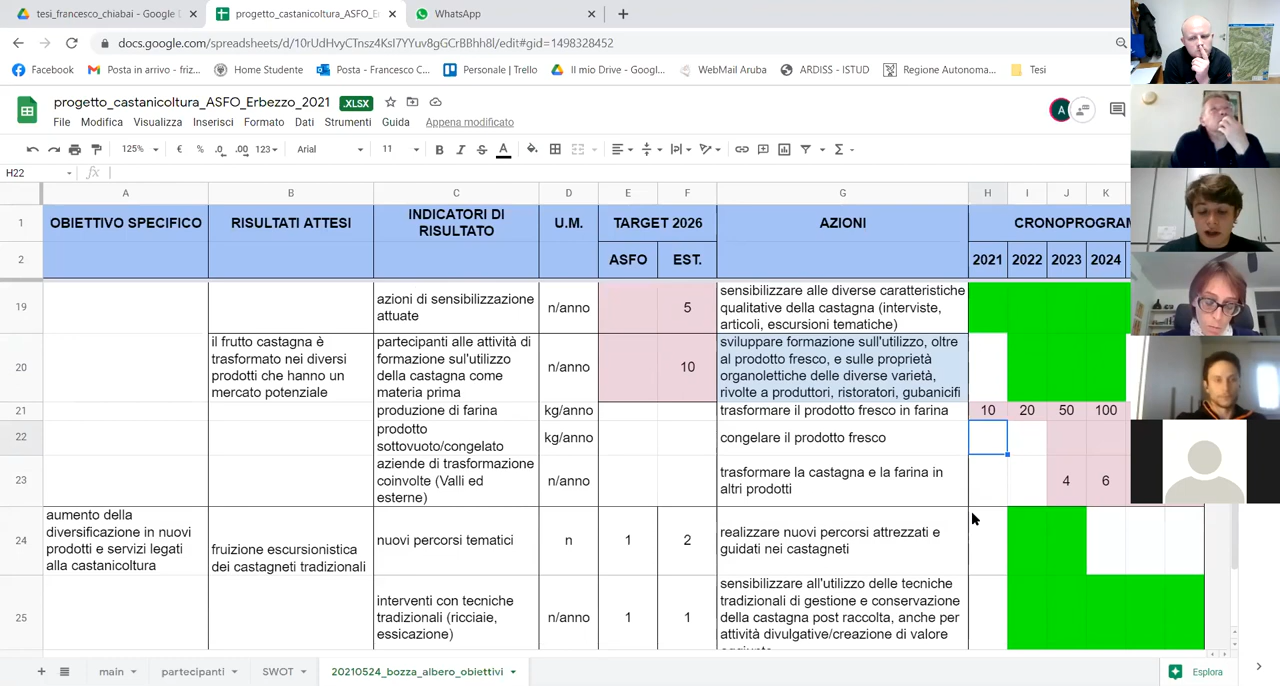 tesi_francesco_chiabai - Google
progetto_castanicoltura_ASFO_Er
WhatsApp
docs.google.com/spreadsheets/d/10rUdHvyCTnsz4KsI7YYuv8gGCrBBhh8l/edit#gid=1498328452
Facebook
Posta in arrivo - friz...
Home Studente
Posta - Francesco C...
Personale | Trello
Il mio Drive - Googl...
WebMail Aruba
ARDISS - ISTUD
Regione Autonoma...
Tesi
progetto_castanicoltura_ASFO_Erbezzo_2021 .XLSX
File Modifica Visualizza Inserisci Formato Dati Strumenti Guida Appena modificato
A
125% € % .0 .00 123 Arial 11 B I S A Σ
H22 fx
A B C D E F G H I J K
1 OBIETTIVO SPECIFICO RISULTATI ATTESI INDICATORI DI RISULTATO U.M. TARGET 2026 AZIONI CRONOPROGRAM
2 ASFO EST. 2021 2022 2023 2024
19
azioni di sensibilizzazione
attuate
n/anno
5
sensibilizzare alle diverse caratteristiche
qualitative della castagna (interviste,
articoli, escursioni tematiche)
20
il frutto castagna è
trasformato nei diversi
prodotti che hanno un
mercato potenziale
partecipanti alle attività di
formazione sul'utilizzo
della castagna come
materia prima
n/anno
10
sviluppare formazione sull'utilizzo, oltre
al prodotto fresco, e sulle proprietà
organolettiche delle diverse varietà,
rivolte a produttori, ristoratori, gubanicifi
21 produzione di farina kg/anno trasformare il prodotto fresco in farina 10 20 50 100
22
prodotto
sottovuoto/congelato
kg/anno
congelare il prodotto fresco
23
aziende di trasformazione
coinvolte (Valli ed
esterne)
n/anno
trasformare la castagna e la farina in
altri prodotti
4 6
24
aumento della
diversificazione in nuovi
prodotti e servizi legati
alla castanicoltura
fruizione escursionistica
dei castagneti tradizionali
nuovi percorsi tematici
n
1 2
realizzare nuovi percorsi attrezzati e
guidati nei castagneti
25
interventi con tecniche
tradizionali (ricciaie,
essicazione)
n/anno
1 1
sensibilizzare all'utilizzo delle tecniche
tradizionali di gestione e conservazione
della castagna post raccolta, anche per
attività divulgative/creazione di valore
main partecipanti SWOT 20210524_bozza_albero_obiettivi Esplora